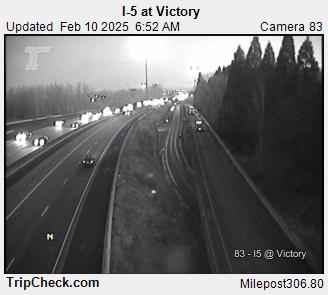 I-5 at Victory
Updated  Feb 10 2025  6:52 AM    Camera 83
TR
N
83 - I5 @ Victory
TripCheck.com    Milepost306.80